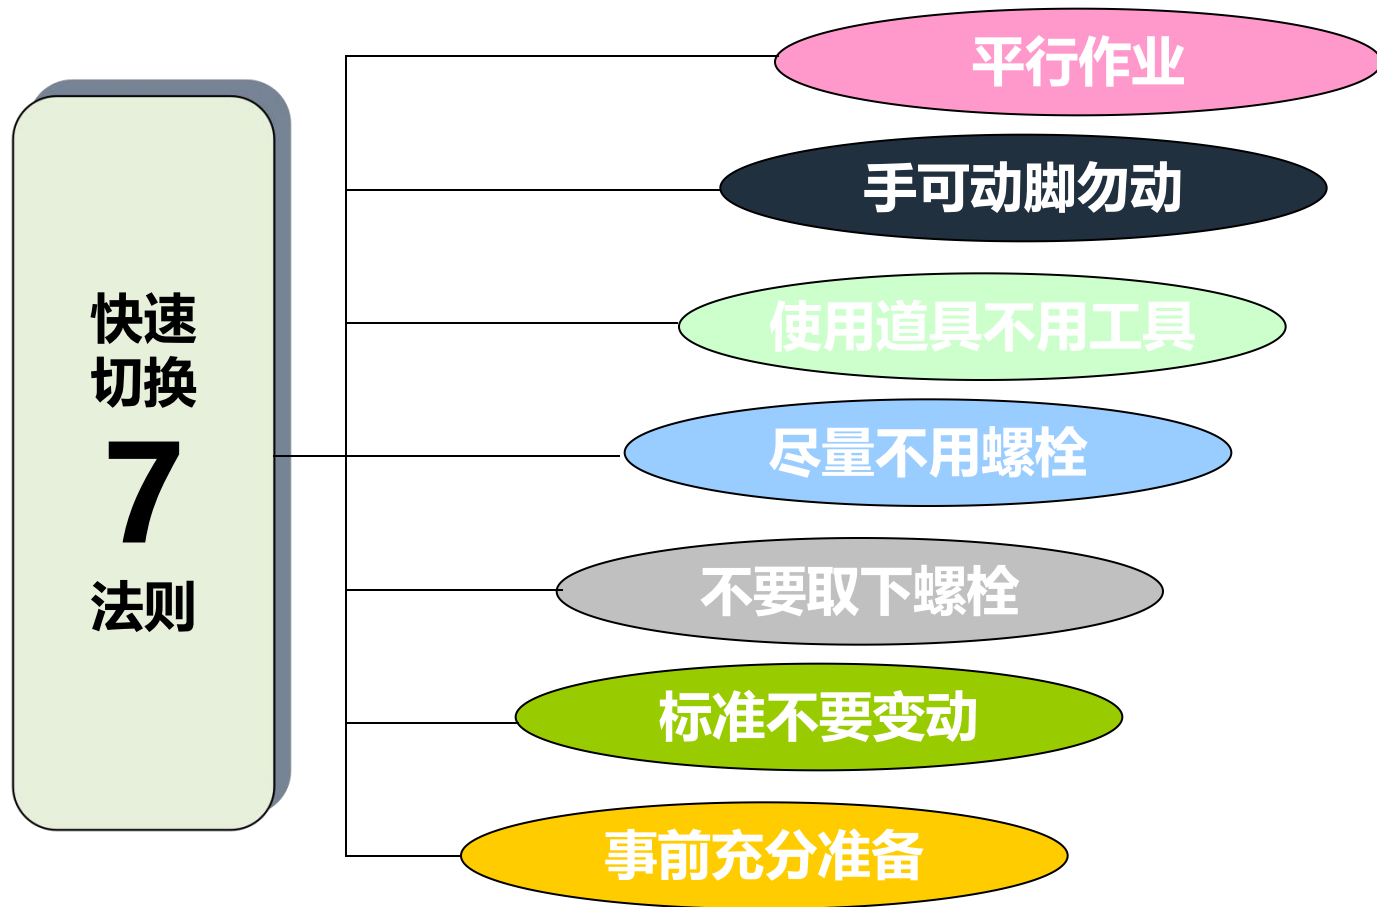 快速
切换
7
法则
平行作业
手可动脚勿动
使用道具不用工具
尽量不用螺栓
不要取下螺栓
标准不要变动
事前充分准备